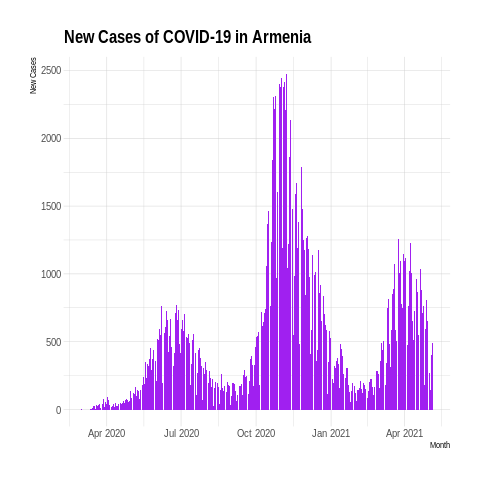 New Cases of COVID-19 in Armenia
New Cases
2500
2000
1500
1000
500
0
Apr 2020
Jul 2020
Oct 2020
Jan 2021
Apr 2021
Month